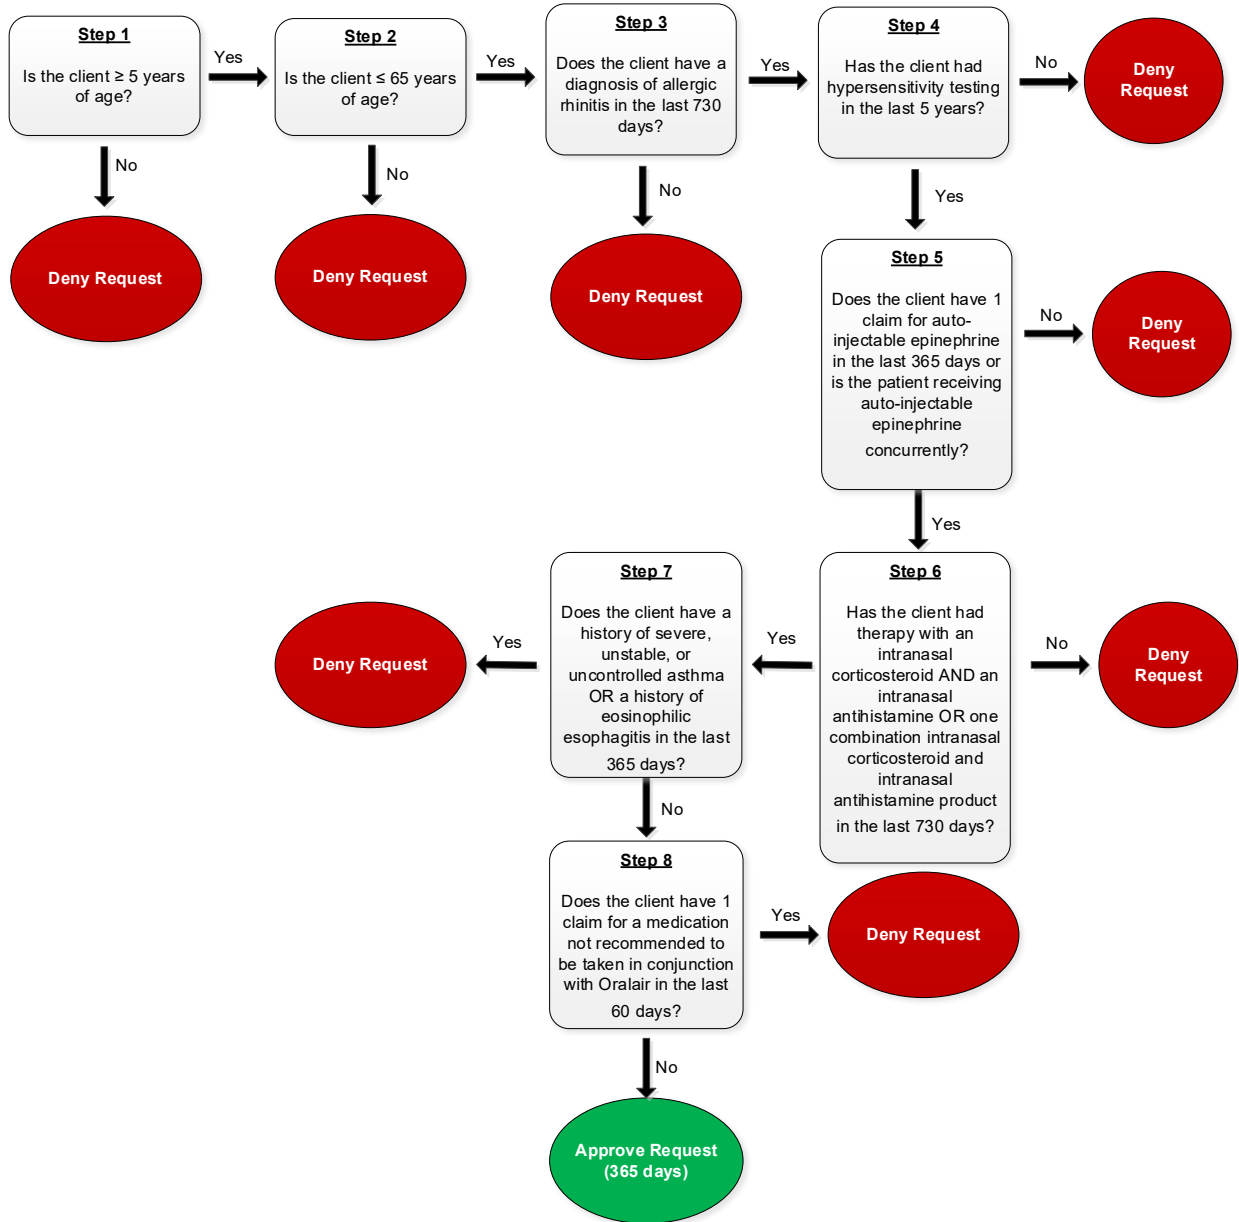 Step 1
Is the client ≥ 5 years
of age?
Yes
No
Deny Request
Step 2
Is the client ≤ 65 years
of age?
Yes
No
Deny Request
Step 3
Does the client have a
diagnosis of allergic
rhinitis in the last 730
days?
Yes
No
Deny Request
Step 4
Has the client had
hypersensitivity testing
in the last 5 years?
No
Deny
Request
Yes
Step 5
Does the client have 1
claim for auto-
injectable epinephrine
in the last 365 days or
is the patient receiving
auto-injectable
epinephrine
concurrently?
No
Deny
Request
Yes
Step 6
Has the client had
therapy with an
intranasal
corticosteroid AND an
intranasal
antihistamine OR one
combination intranasal
corticosteroid and
intranasal
antihistamine product
in the last 730 days?
No
Deny
Request
Yes
Step 7
Does the client have a
history of severe,
unstable, or
uncontrolled asthma
OR a history of
eosinophilic
esophagitis in the last
365 days?
Yes
Deny Request
No
Step 8
Does the client have 1
claim for a medication
not recommended to
be taken in conjunction
with Oralair in the last
60 days?
Yes
Deny Request
No
Approve Request
(365 days)